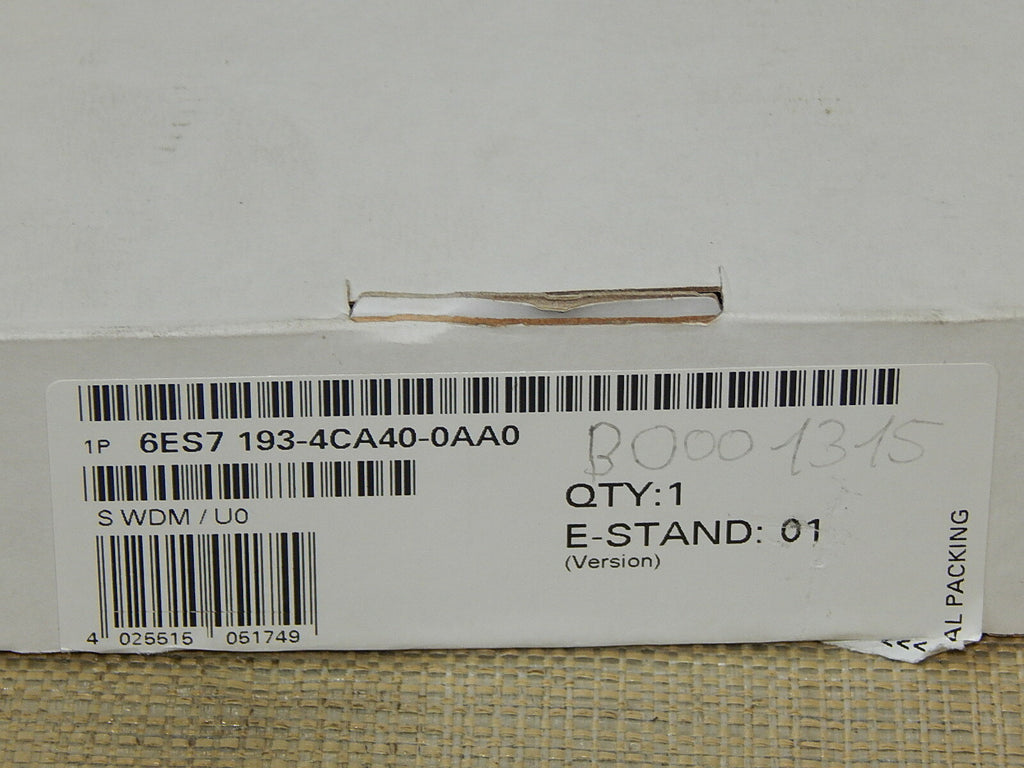 1P 6ES7 193-4CA40-0AA0
B0001315
S WDM / U0
QTY:1
E-STAND: 01
(Version)
4 025515 051749
AL PACKING